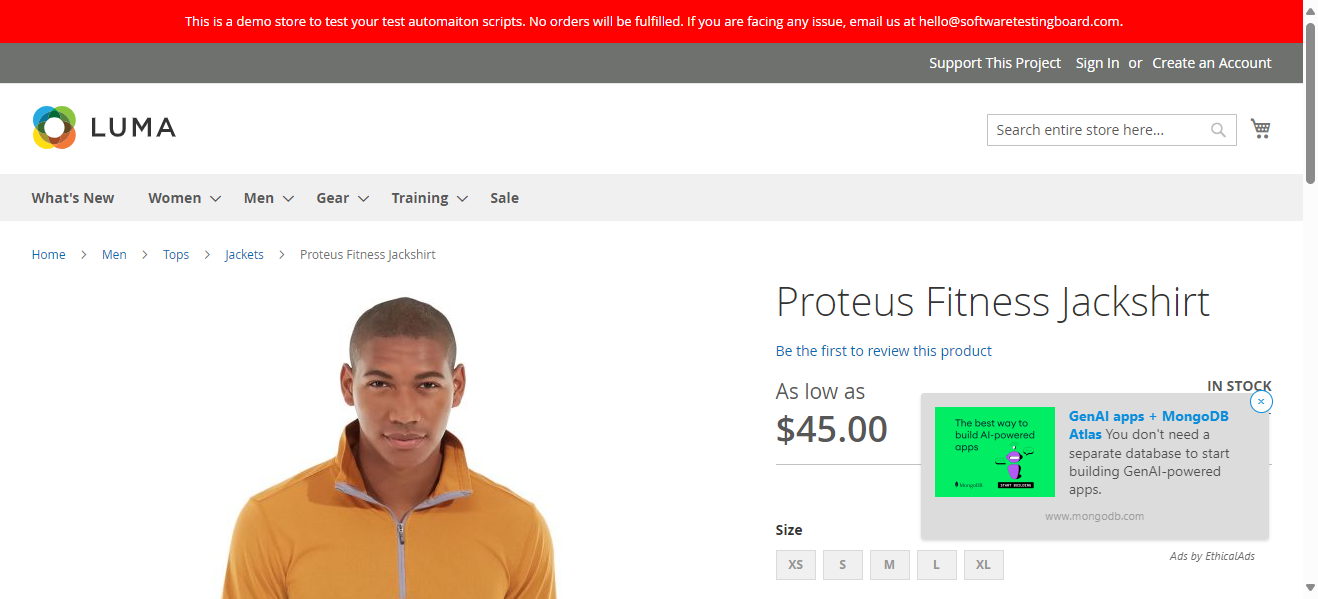 This is a demo store to test your test automaiton scripts. No orders will be fulfilled. If you are facing any issue, email us at hello@softwaretestingboard.com.
Support This Project Sign In or Create an Account
LUMA
Search entire store here...
What's New Women Men Gear Training Sale
Home Men Tops Jackets Proteus Fitness Jackshirt
Proteus Fitness Jackshirt
Be the first to review this product
As low as
$45.00
IN STOCK
The best way to
build AI-powered
apps
MongoDB.
START BUILDING
GenAI apps + MongoDB
Atlas You don't need a
separate database to start
building GenAI-powered
apps.
www.mongodb.com
Ads by EthicalAds
Size
XS S M L XL